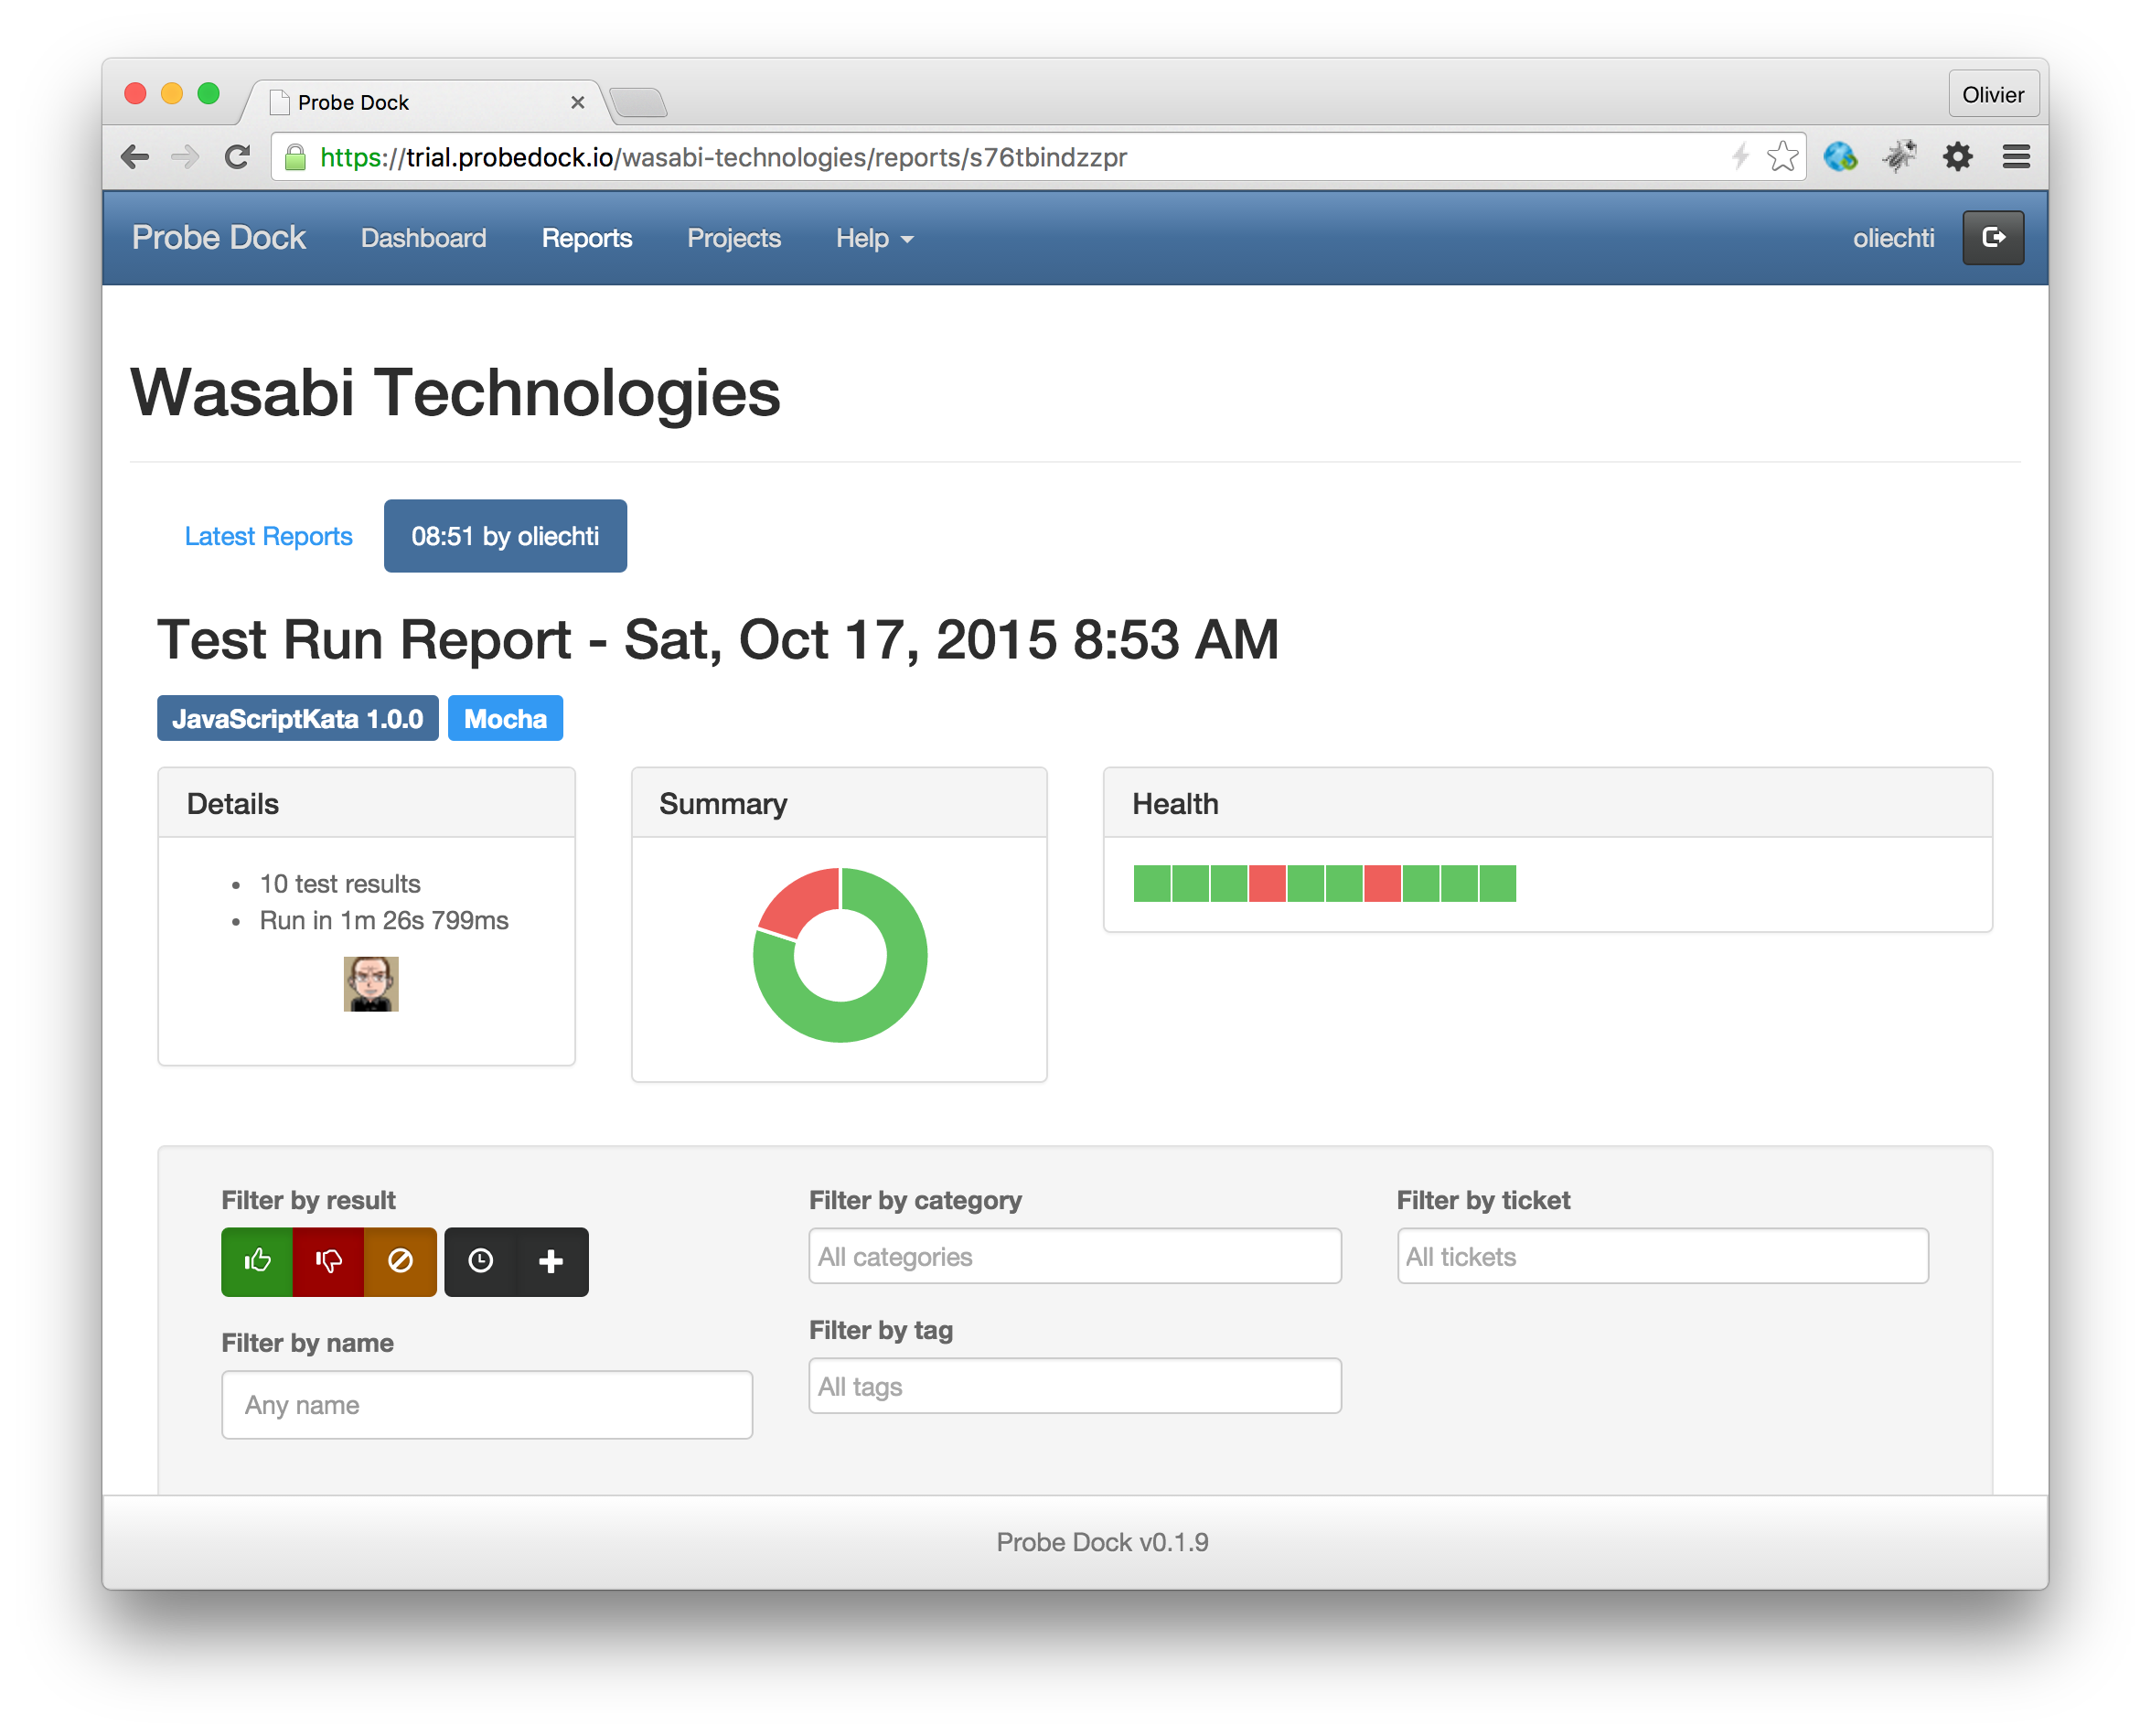 Probe Dock
Olivier
https://trial.probedock.io/wasabi-technologies/reports/s76tbindzzpr
Probe Dock Dashboard Reports Projects Help oliechti
Wasabi Technologies
Latest Reports 08:51 by oliechti
Test Run Report - Sat, Oct 17, 2015 8:53 AM
JavaScriptKata 1.0.0 Mocha
Details
10 test results
Run in 1m 26s 799ms
Summary
Health
Filter by result
Filter by name
Any name
Filter by category
All categories
Filter by tag
All tags
Filter by ticket
All tickets
Probe Dock v0.1.9